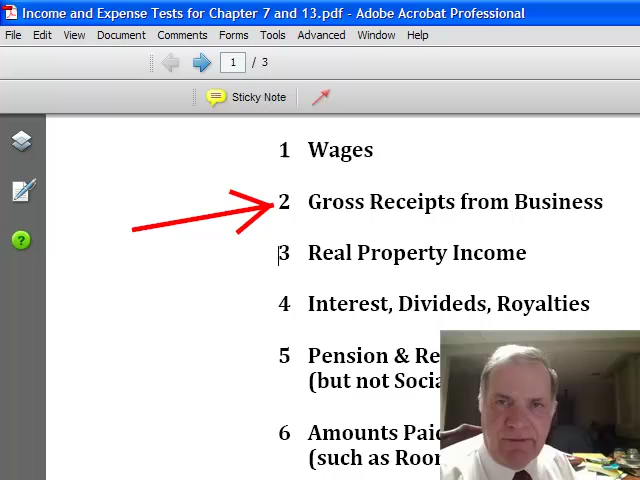 Income and Expense Tests for Chapter 7 and 13.pdf - Adobe Acrobat Professional
File Edit View Document Comments Forms Tools Advanced Window Help
1 / 3
Sticky Note
1 Wages
2 Gross Receipts from Business
3 Real Property Income
4 Interest, Divideds, Royalties
5 Pension & Re
(but not Socia
6 Amounts Paid
(such as Room